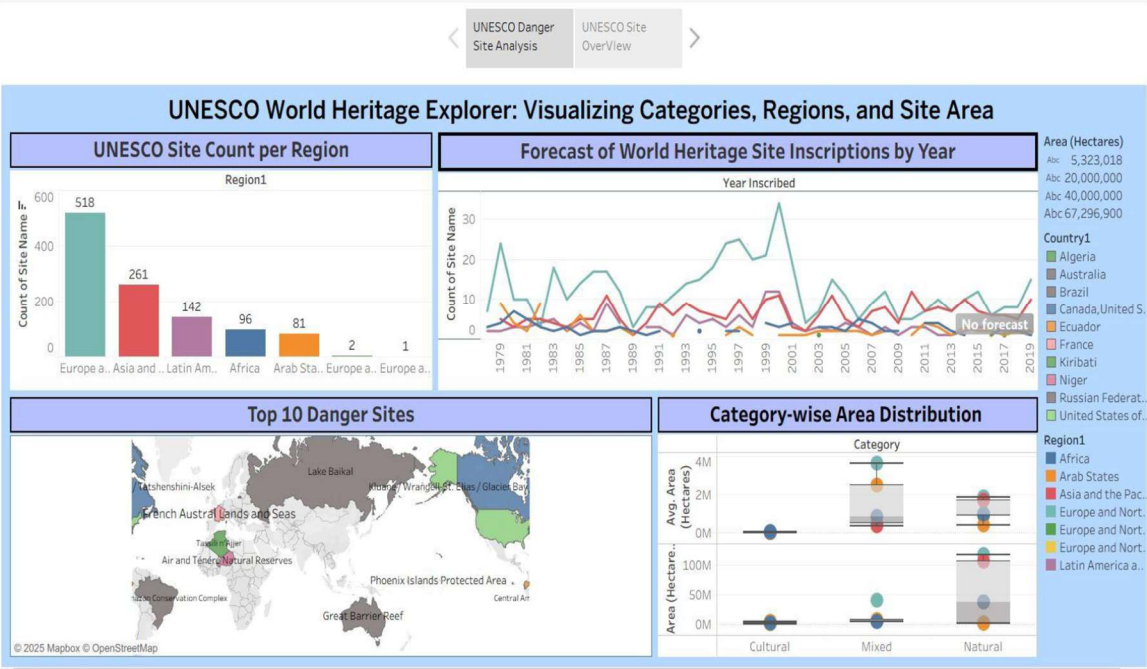 UNESCO Danger
Site Analysis
UNESCO Site
OverVIew
UNESCO World Heritage Explorer: Visualizing Categories, Regions, and Site Area
UNESCO Site Count per Region
Region1
Count of Site Name
600
400
200
0
518
261
142
96
81
2
1
Europe a..
Asia and ..
Latin Am..
Africa
Arab Sta..
Europe a..
Europe a..
Forecast of World Heritage Site Inscriptions by Year
Year Inscribed
Count of Site Name
30
20
10
0
No forecast
1979
1981
1983
1985
1987
1989
1991
1993
1995
1997
1999
2001
2003
2005
2007
2009
2011
2013
2015
2017
2019
Area (Hectares)
Abc 5,323,018
Abc 20,000,000
Abc 40,000,000
Abc 67,296,900
Country1
Algeria
Australia
Brazil
Canada,United S.
Ecuador
France
Kiribati
Niger
Russian Federat..
United States of..
Region1
Africa
Arab States
Asia and the Pac..
Europe and Nort.
Europe and Nort.
Europe and Nort.
Latin America a..
Top 10 Danger Sites
Lake Baikal
/ Tatshenshini-Alsek
Kluane / Wrangell-St. Elias / Glacier Bay
French Austral Lands and Seas
Tassili n'Ajjer
Air and Ténéré Natural Reserves
Phoenix Islands Protected Area
Conservation Complex
Central Am
Great Barrier Reef
© 2025 Mapbox © OpenStreetMap
Category-wise Area Distribution
Category
Avg. Area
(Hectares)
4M
2M
0M
Area (Hectare..
100M
50M
0M
Cultural
Mixed
Natural